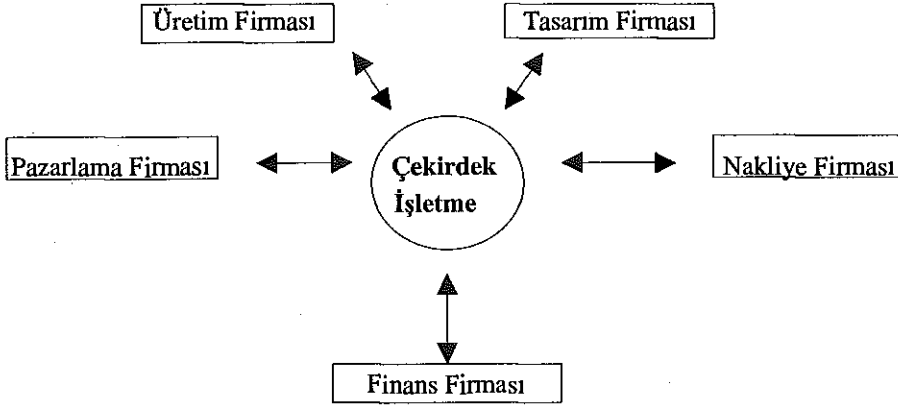 Üretim Firması
Tasarım Firması
Pazarlama Firması
Çekirdek
İşletme
Nakliye Firması
Finans Firması